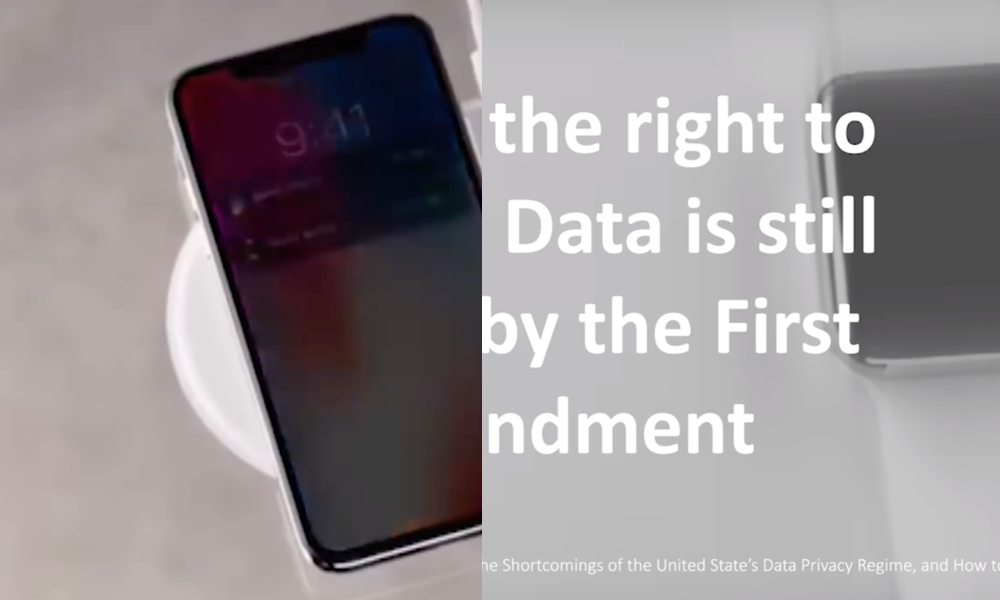 9:41
the right to
Data is still
by the First
ndment
he Shortcomings of the United State's Data Privacy Regime, and How to